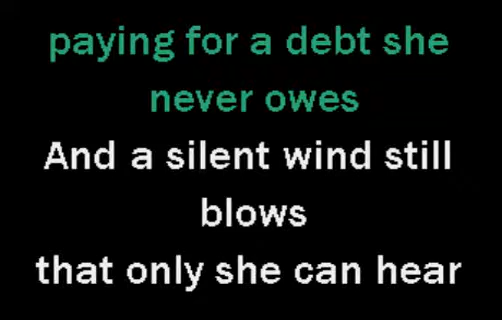 paying for a debt she
never owes
And a silent wind still
blows
that only she can hear